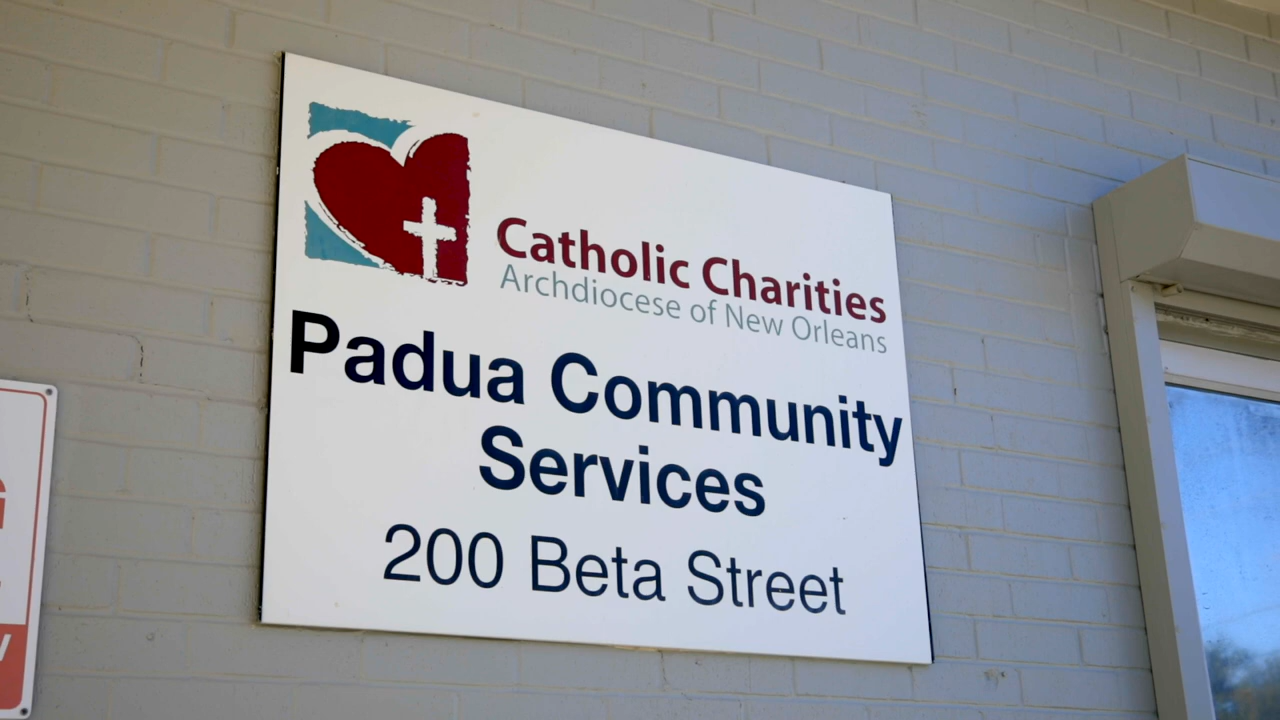 Catholic Charities
Archdiocese of New Orleans
Padua Community
Services
200 Beta Street